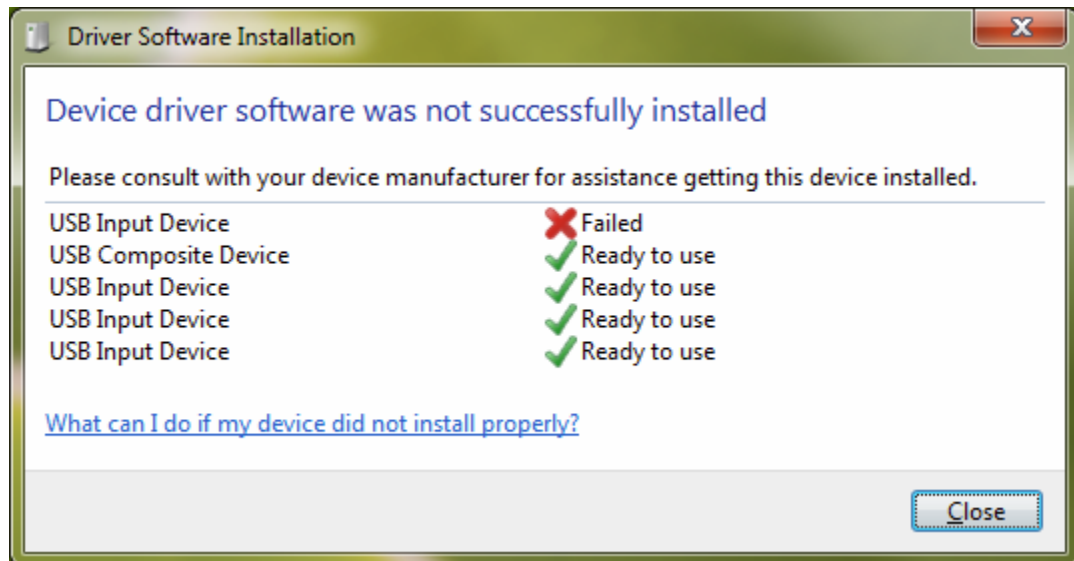 Driver Software Installation
Device driver software was not successfully installed
Please consult with your device manufacturer for assistance getting this device installed.
USB Input Device Failed
USB Composite Device Ready to use
USB Input Device Ready to use
USB Input Device Ready to use
USB Input Device Ready to use
What can I do if my device did not install properly?
Close